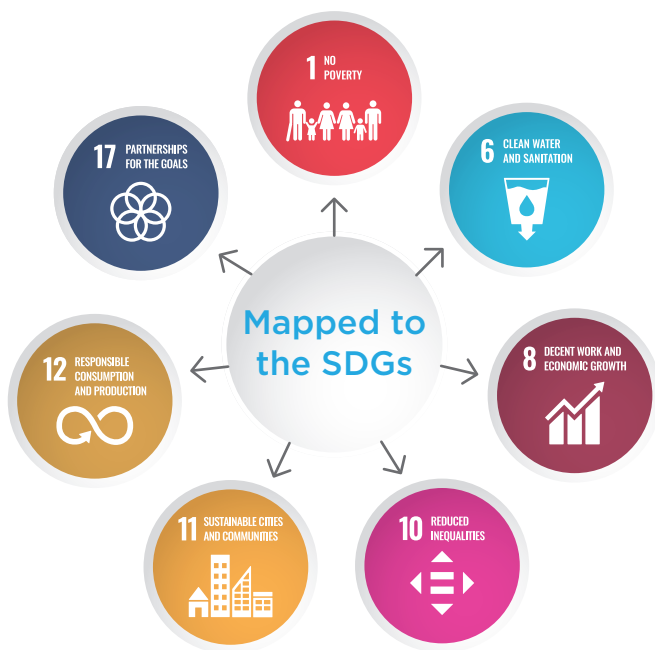 1 NO
POVERTY
6 CLEAN WATER
AND SANITATION
8 DECENT WORK AND
ECONOMIC GROWTH
10 REDUCED
INEQUALITIES
11 SUSTAINABLE CITIES
AND COMMUNITIES
12 RESPONSIBLE
CONSUMPTION
AND PRODUCTION
17 PARTNERSHIPS
FOR THE GOALS
Mapped to
the SDGs